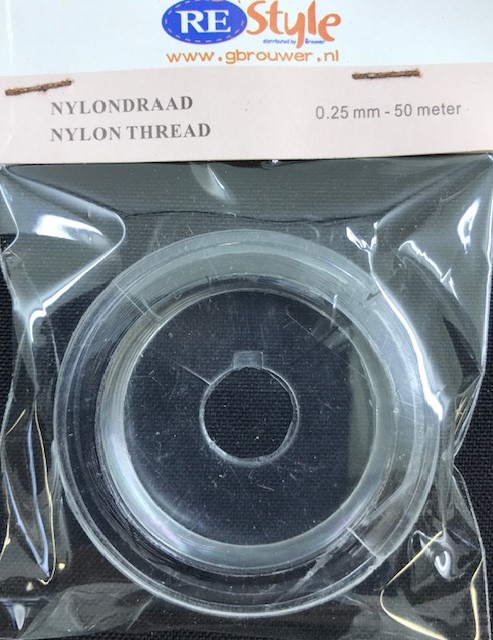 RE Style
distributed by Brouwer
www.gbrouwer.nl
NYLONDRAAD
NYLON THREAD
0.25 mm - 50 meter